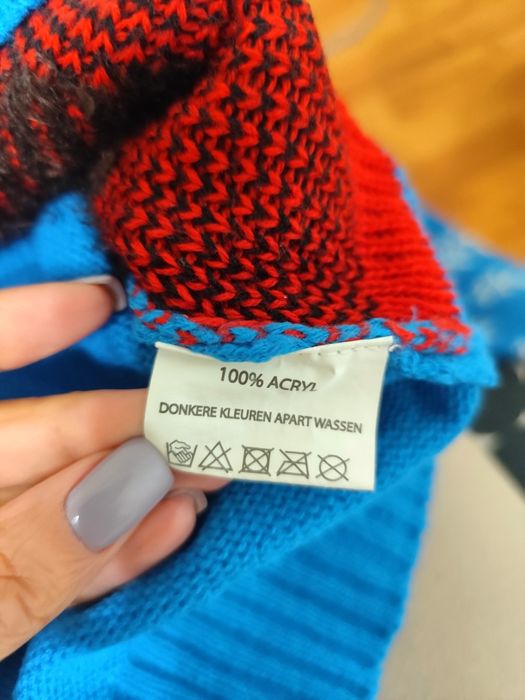 100% ACRYL
DONKERE KLEUREN APART WASSEN